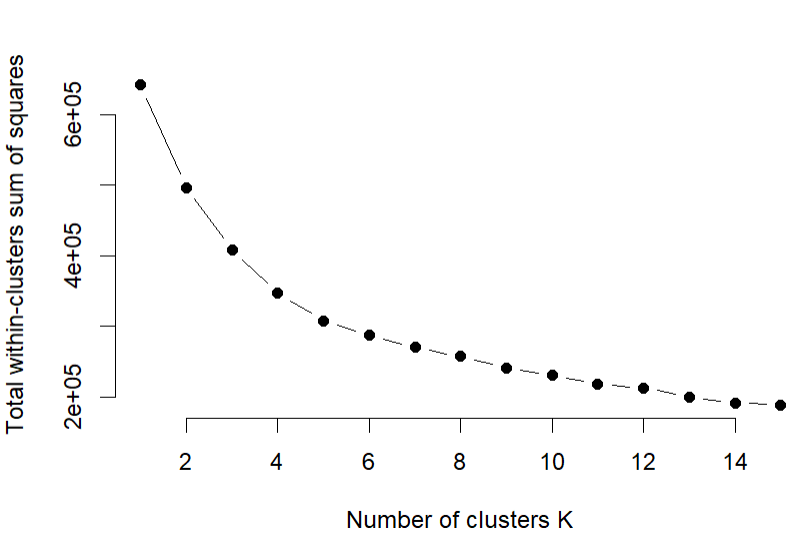 Total within-clusters sum of squares
6e+05
4e+05
2e+05
2 4 6 8 10 12 14
Number of clusters K